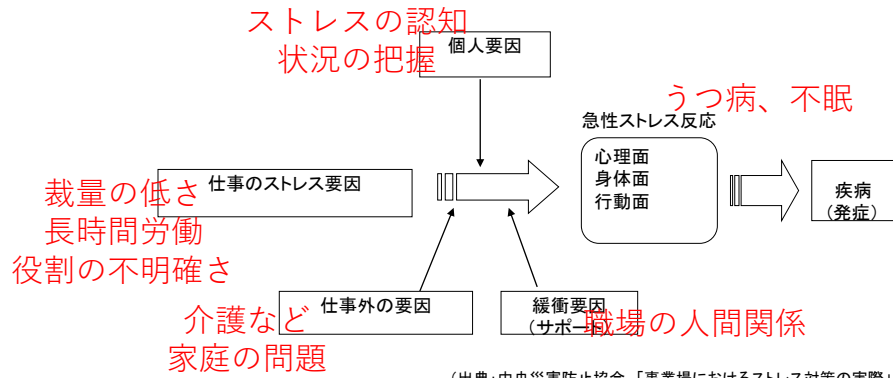 ストレスの認知
状況の把握
個人要因
うつ病、不眠
急性ストレス反応
心理面
身体面
行動面
仕事のストレス要因
裁量の低さ
長時間労働
役割の不明確さ
疾病
(発症)
仕事外の要因
介護など
家庭の問題
緩衝要因
(サポート)
職場の人間関係